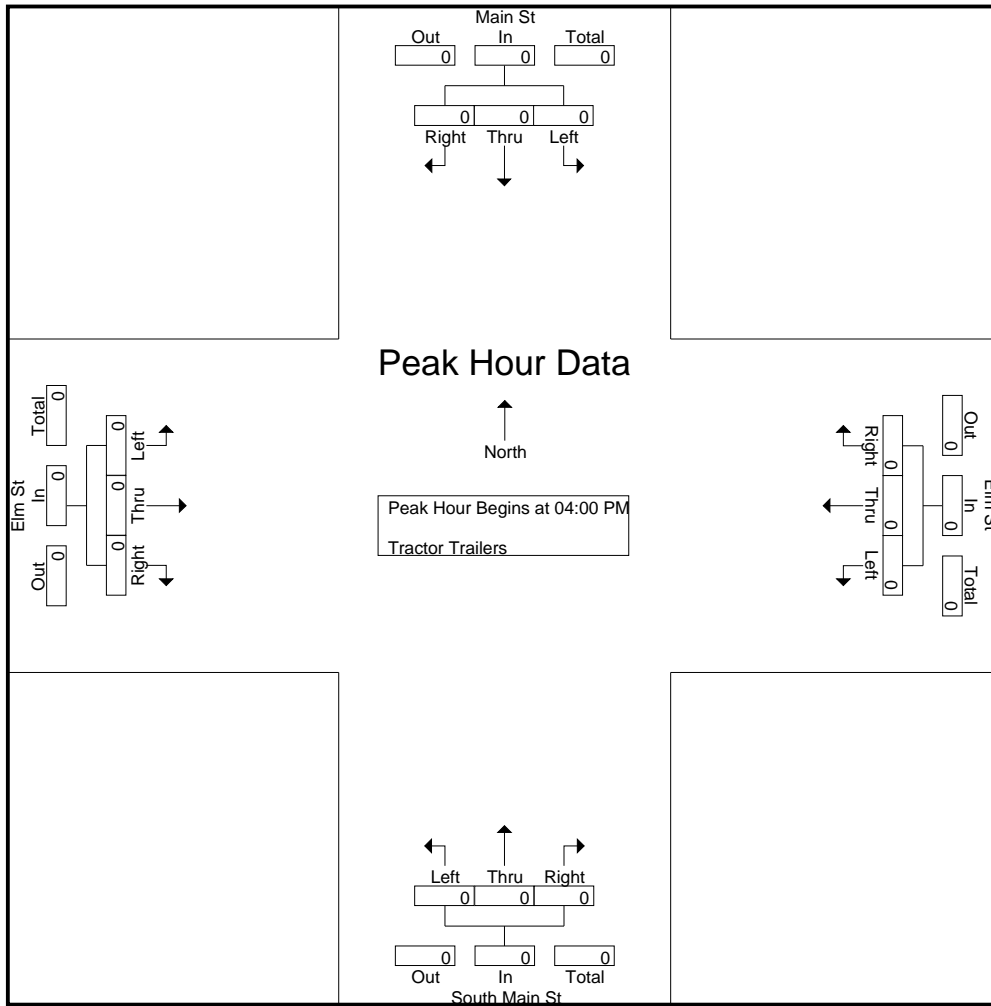 Main St
Out In Total
0 0 0
0 0 0
Right Thru Left
Peak Hour Data
North
Peak Hour Begins at 04:00 PM
Tractor Trailers
Elm St
Total In Out
0 0 0
0 0 0
Left Thru Right
Elm St
Out In Total
0 0 0
0 0 0
Right Thru Left
Left Thru Right
0 0 0
0 0 0
Out In Total
South Main St